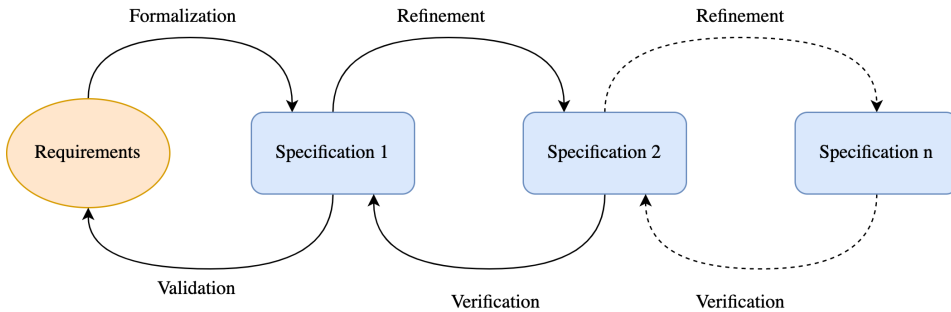 Formalization
Refinement
Refinement
Requirements
Specification 1
Specification 2
Specification n
Validation
Verification
Verification